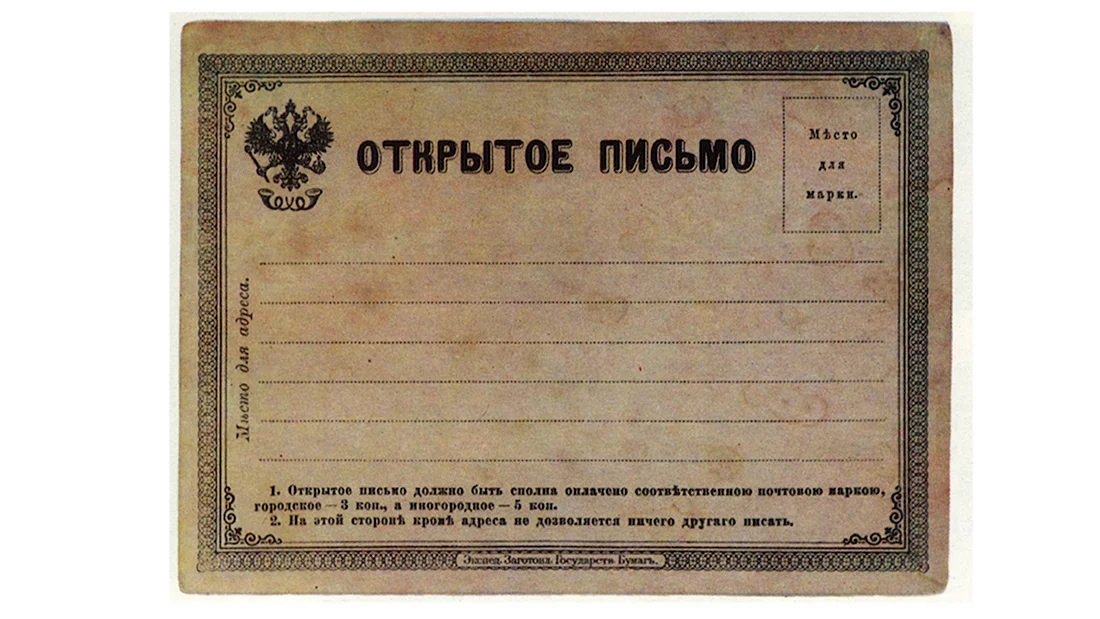 ОТКРЫТОЕ ПИСЬМО
Мѣсто
для
марки.
Мѣсто для адреса.
1. Открытое письмо должно быть сполна оплачено соотвѣтственною почтовою маркою,
городское — 3 коп., а иногородное — 5 коп.
2. На этой сторонѣ кромѣ адреса не дозволяется ничего другаго писать.
Экспед. Заготовл. Государств. Бумагъ.